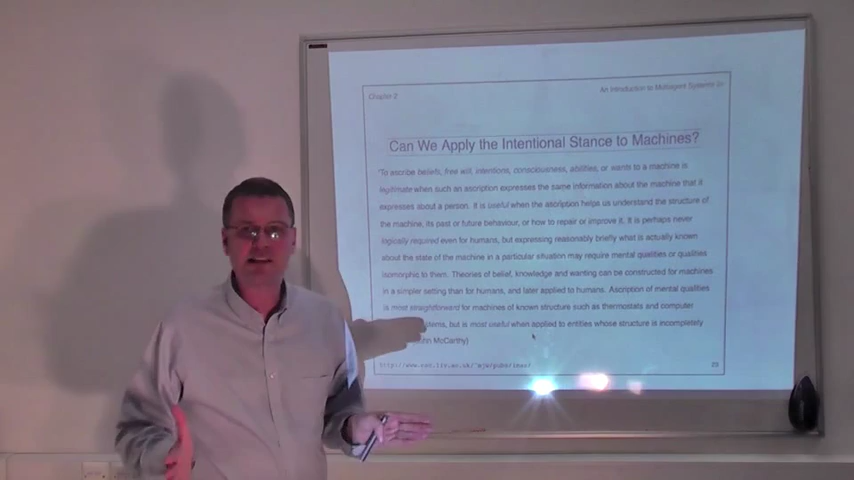 Chapter 2
An Introduction to Multiagent Systems 2e
Can We Apply the Intentional Stance to Machines?
"To ascribe beliefs, free will, intentions, consciousness, abilities, or wants to a machine is
legitimate when such an ascription expresses the same information about the machine that it
expresses about a person. It is useful when the ascription helps us understand the structure of
the machine, its past or future behaviour, or how to repair or improve it. It is perhaps never
logically required even for humans, but expressing reasonably briefly what is actually known
about the state of the machine in a particular situation may require mental qualities or qualities
isomorphic to them. Theories of belief, knowledge and wanting can be constructed for machines
in a simpler setting than for humans, and later applied to humans. Ascription of mental qualities
is most straightforward for machines of known structure such as thermostats and computer
but is most useful when applied to entities whose structure is incompletely
McCarthy)
23